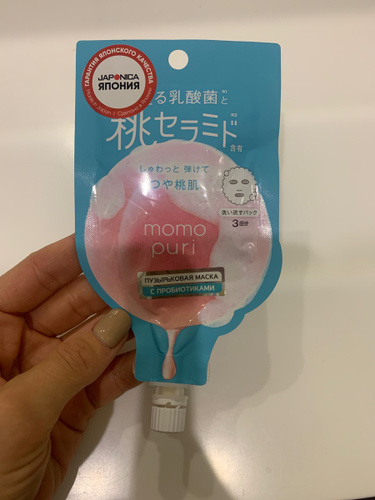 ГАРАНТИЯ ЯПОНСКОГО КАЧЕСТВА
JAPONICA
ЯПОНИЯ
る乳酸菌と
桃セラミド
含有
しゅわっと 弾けて
つや桃肌
洗い流すパック
3回分
momo
puri
ПУЗЫРЬКОВАЯ МАСКА
С ПРОБИОТИКАМИ